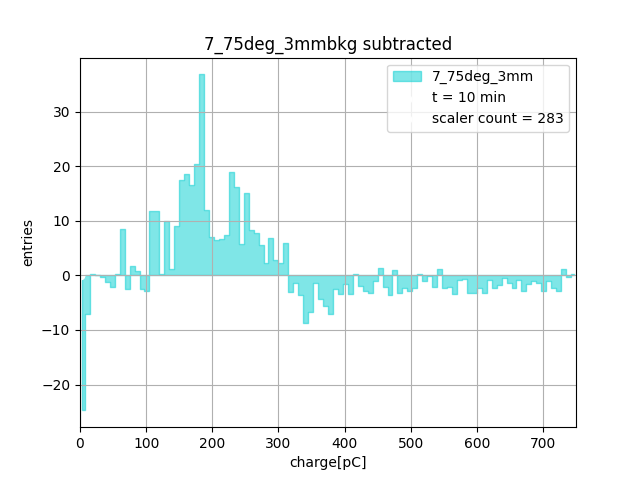 7_75deg_3mmbkg subtracted
7_75deg_3mm
t = 10 min
scaler count = 283
entries
30
20
10
0
−10
−20
0 100 200 300 400 500 600 700
charge[pC]